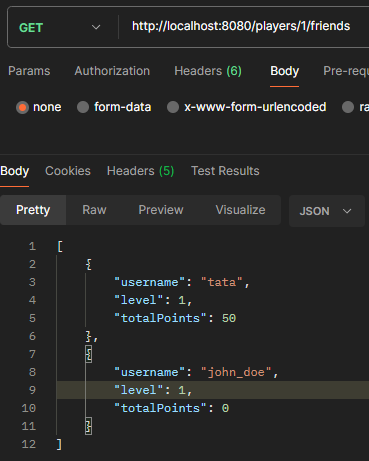 GET http://localhost:8080/players/1/friends
Params Authorization Headers (6) Body Pre-requ
none form-data x-www-form-urlencoded ra
Body Cookies Headers (5) Test Results
Pretty Raw Preview Visualize JSON
1 [
2 {
3 "username": "tata",
4 "level": 1,
5 "totalPoints": 50
6 },
7 {
8 "username": "john_doe",
9 "level": 1,
10 "totalPoints": 0
11 }
12 ]